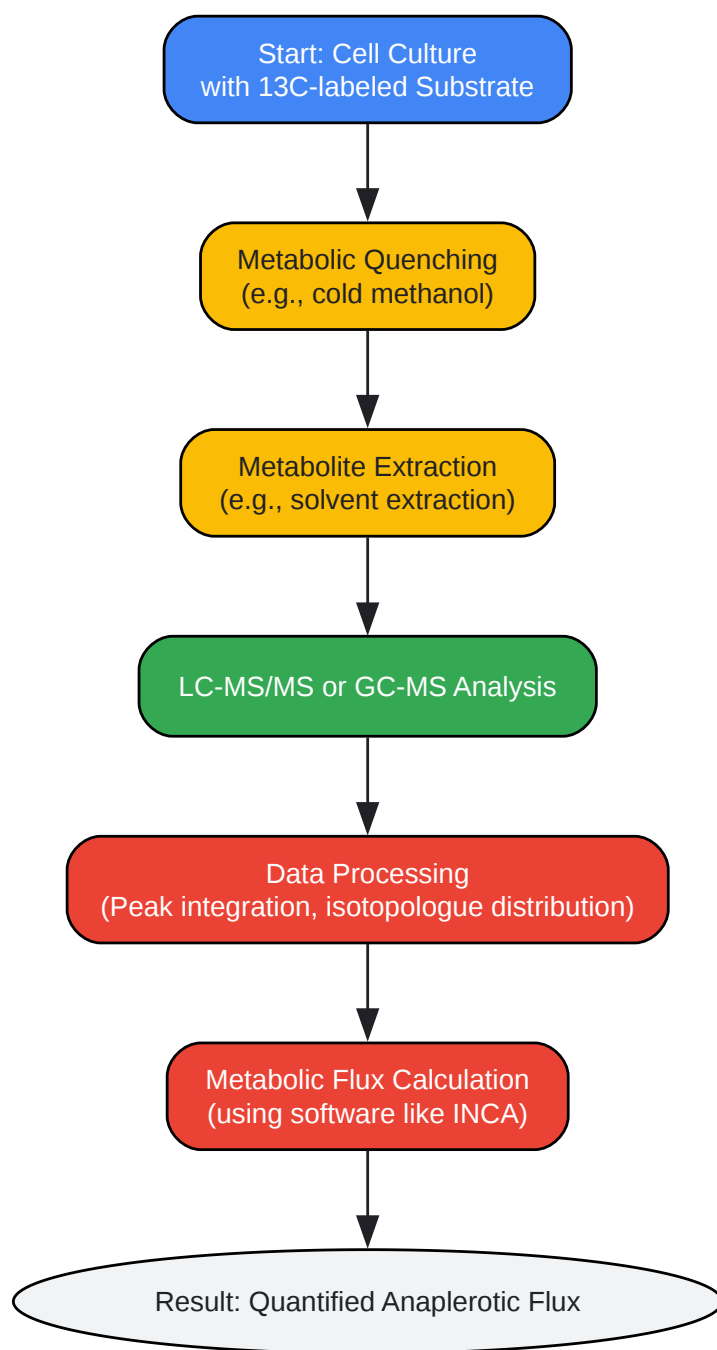 Start: Cell Culture
with 13C-labeled Substrate
Metabolic Quenching
(e.g., cold methanol)
Metabolite Extraction
(e.g., solvent extraction)
LC-MS/MS or GC-MS Analysis
Data Processing
(Peak integration, isotopologue distribution)
Metabolic Flux Calculation
(using software like INCA)
Result: Quantified Anaplerotic Flux